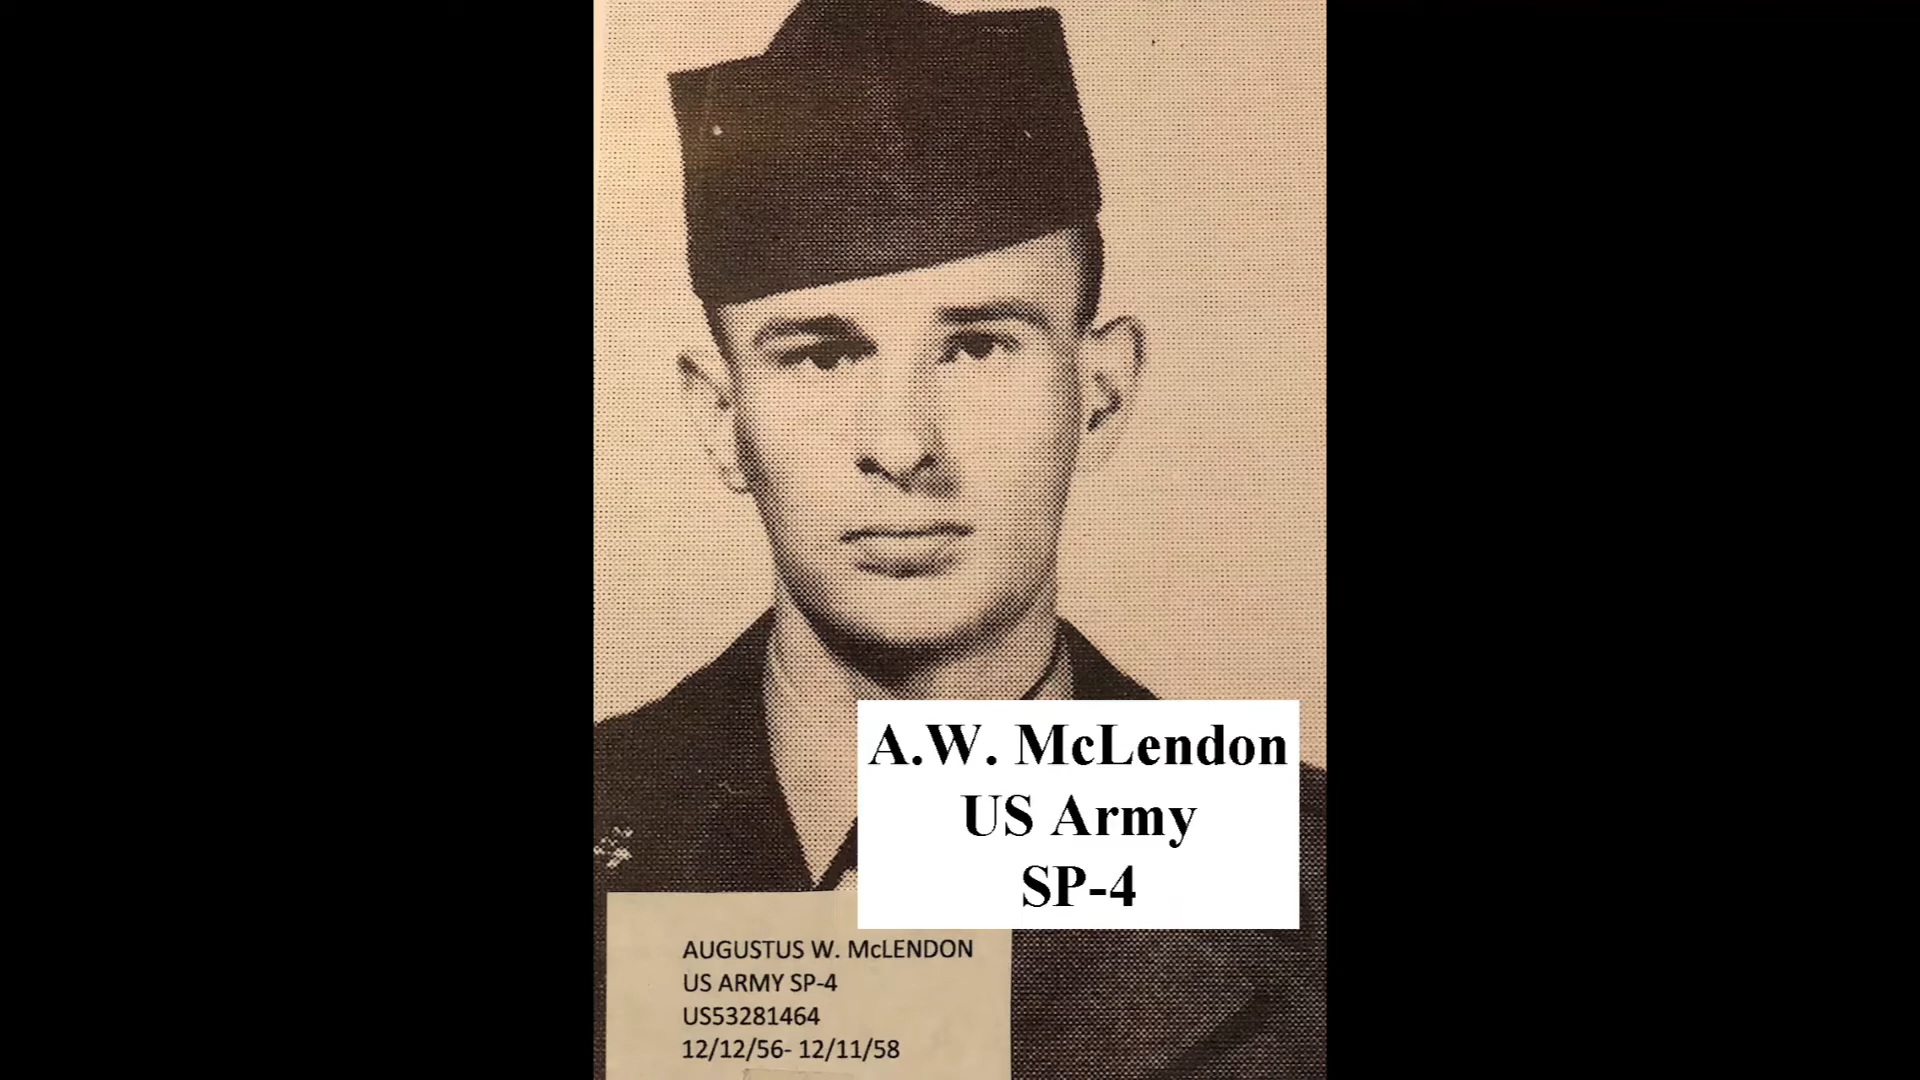 A.W. McLendon
US Army
SP-4
AUGUSTUS W. McLENDON
US ARMY SP-4
US53281464
12/12/56- 12/11/58